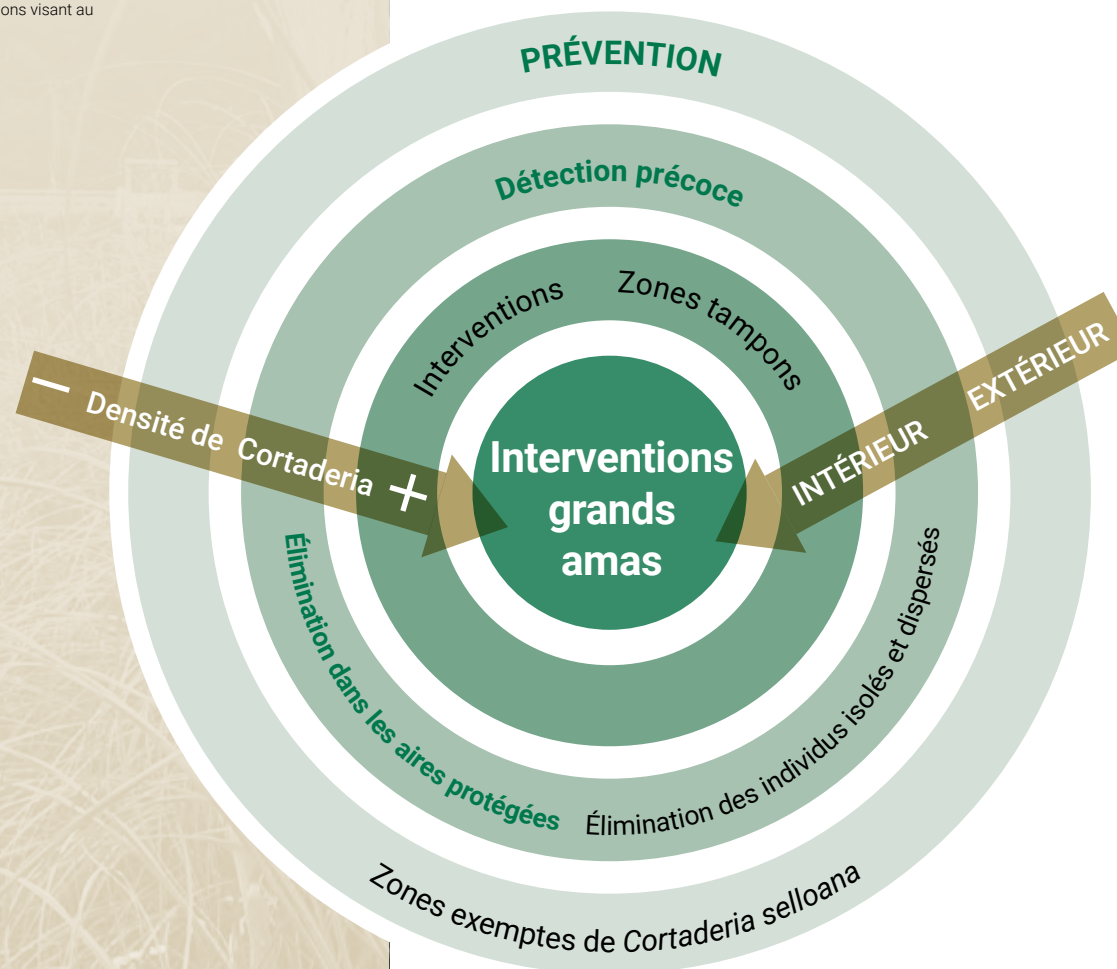 ons visant au
PRÉVENTION
Détection précoce
Interventions
Zones tampons
Interventions
grands
amas
− Densité de Cortaderia +
INTÉRIEUR EXTÉRIEUR
Élimination dans les aires protégées
Élimination des individus isolés et dispersés
Zones exemptes de Cortaderia selloana